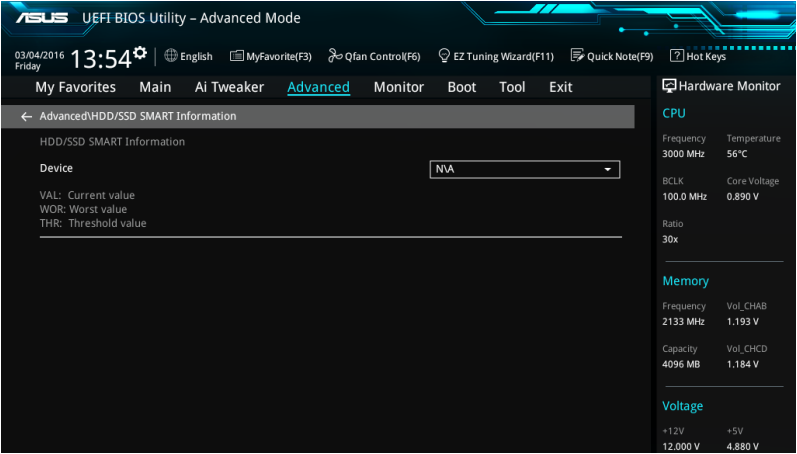 ASUS UEFI BIOS Utility – Advanced Mode
03/04/2016 Friday 13:54 English MyFavorite(F3) Qfan Control(F6) EZ Tuning Wizard(F11) Quick Note(F9) ? Hot Keys
My Favorites Main Ai Tweaker Advanced Monitor Boot Tool Exit
← Advanced\HDD/SSD SMART Information
HDD/SSD SMART Information
Device N\A
VAL: Current value
WOR: Worst value
THR: Threshold value
Hardware Monitor
CPU
Frequency Temperature
3000 MHz 56°C
BCLK Core Voltage
100.0 MHz 0.890 V
Ratio
30x
Memory
Frequency Vol_CHAB
2133 MHz 1.193 V
Capacity Vol_CHCD
4096 MB 1.184 V
Voltage
+12V +5V
12.000 V 4.880 V